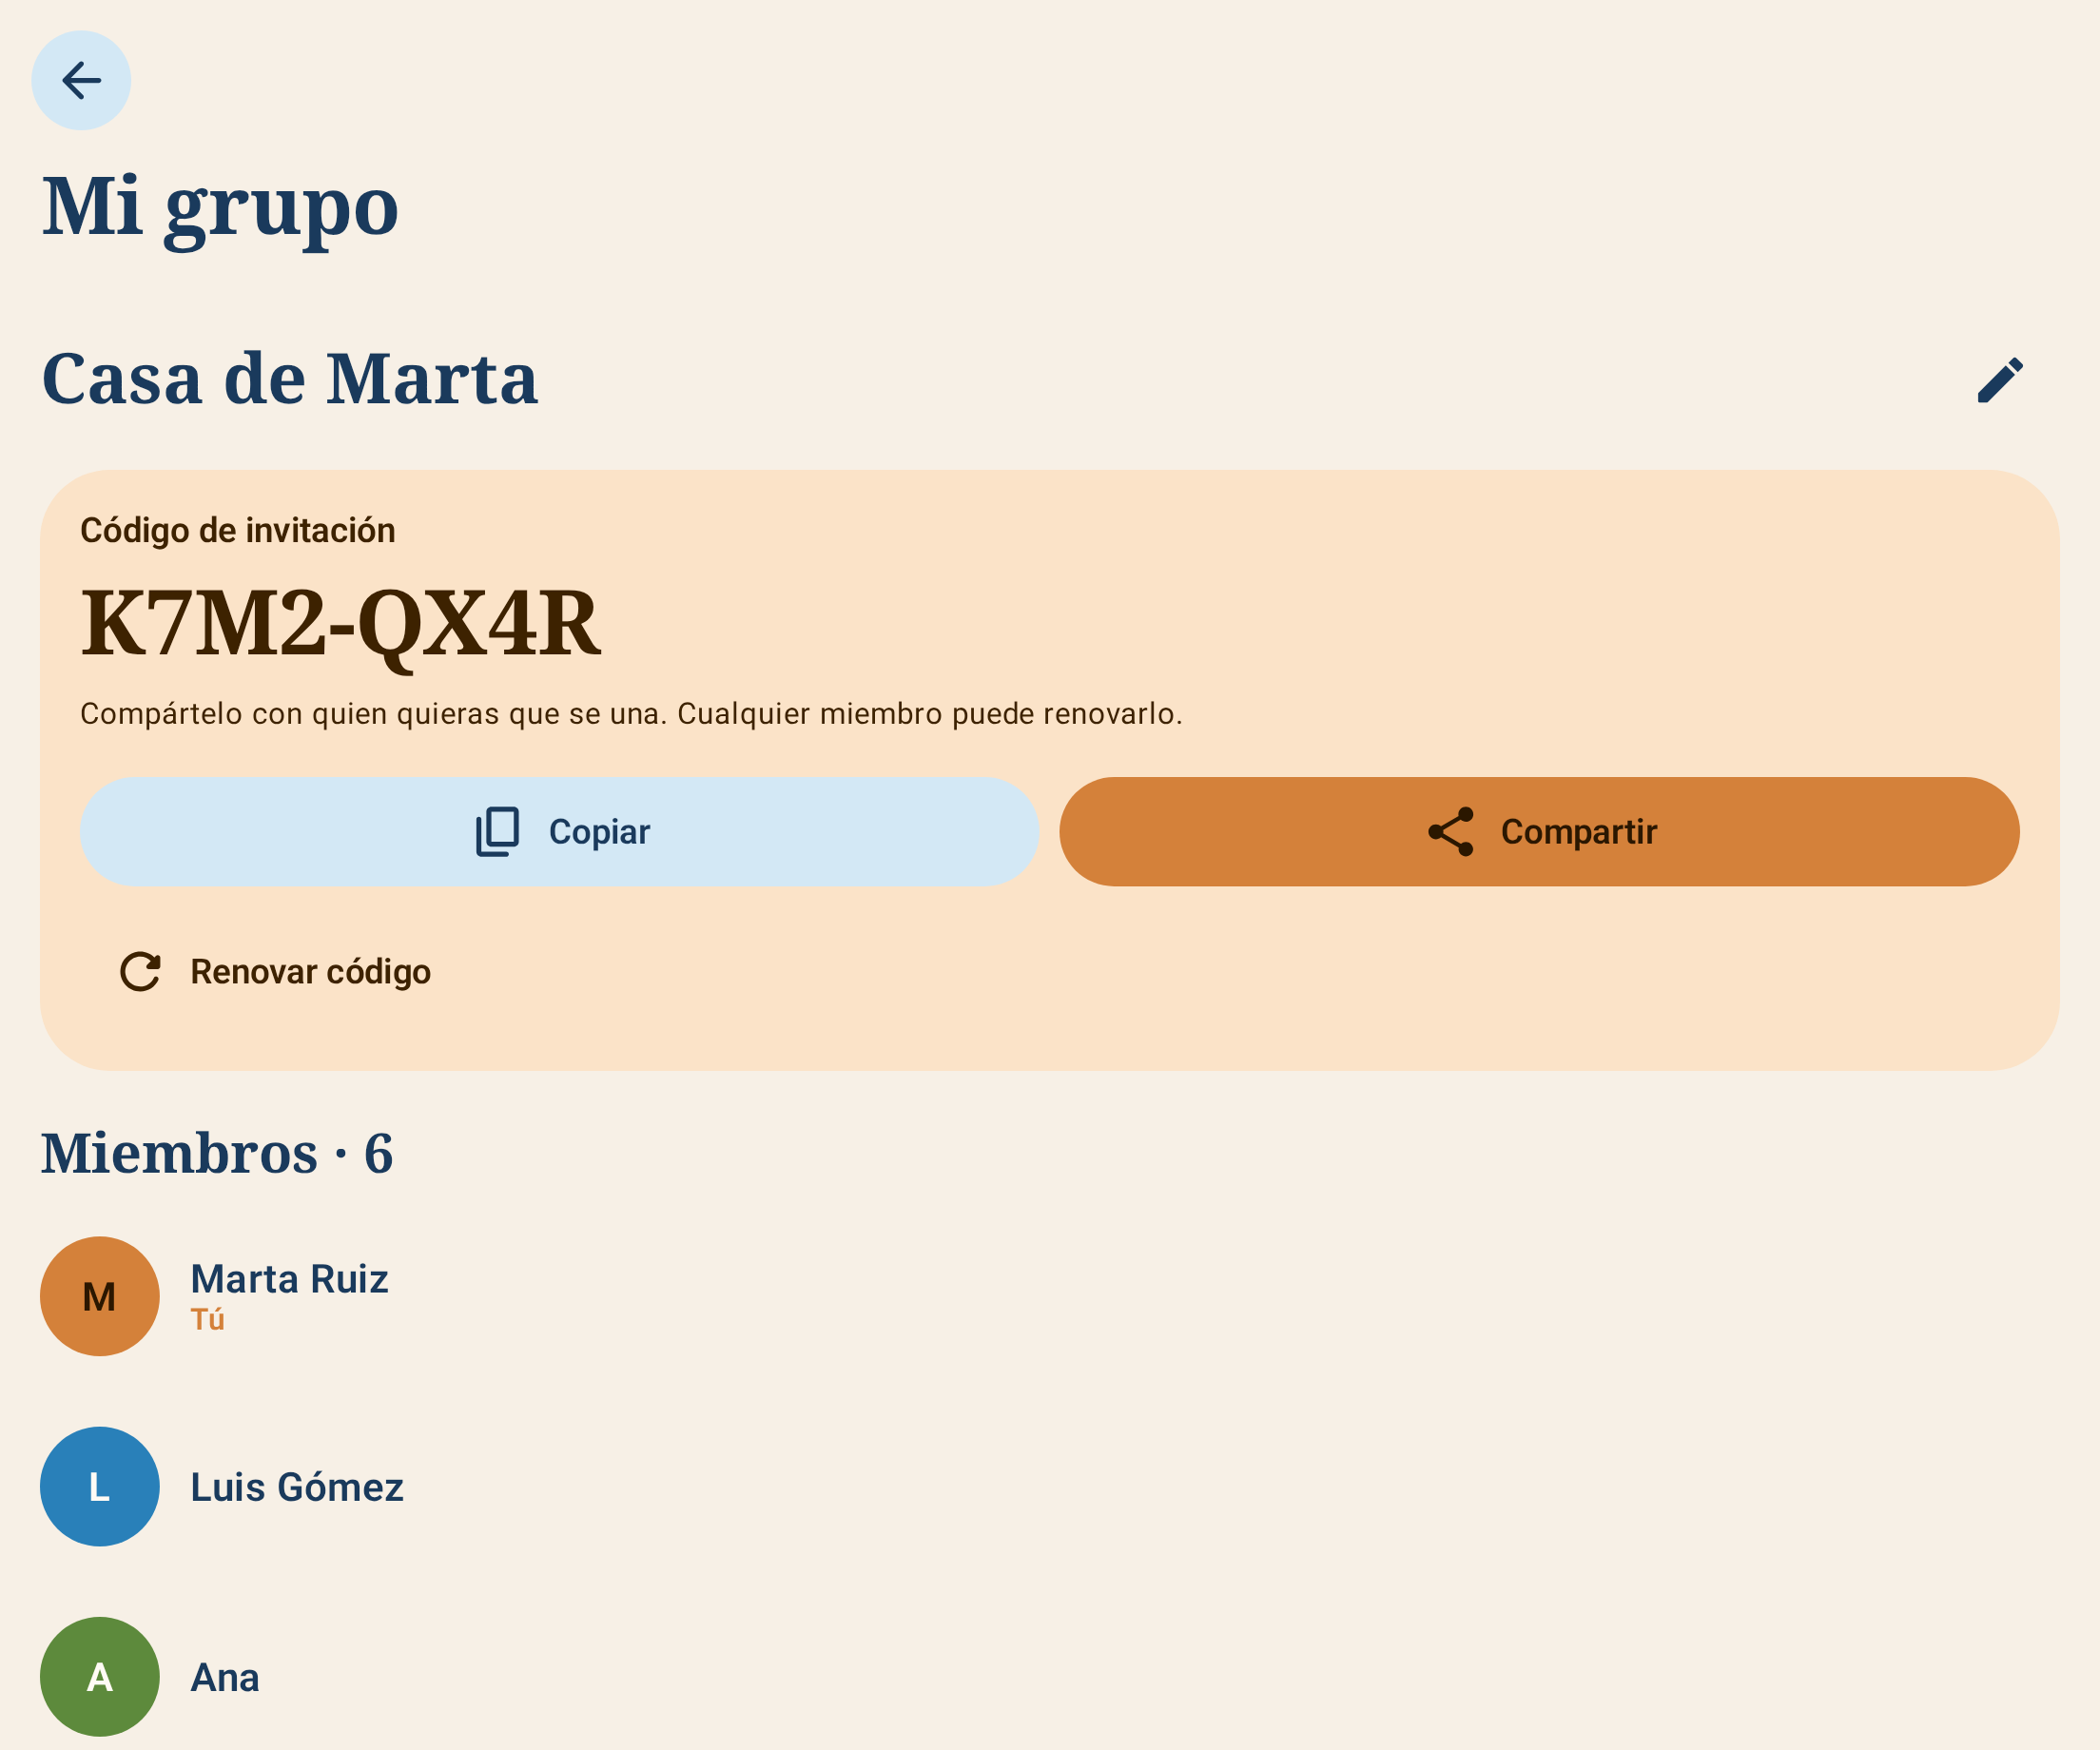 Mi grupo
Casa de Marta
Código de invitación
K7M2-QX4R
Compártelo con quien quieras que se una. Cualquier miembro puede renovarlo.
Copiar
Compartir
Renovar código
Miembros · 6
M
Marta Ruiz
Tú
L
Luis Gómez
A
Ana